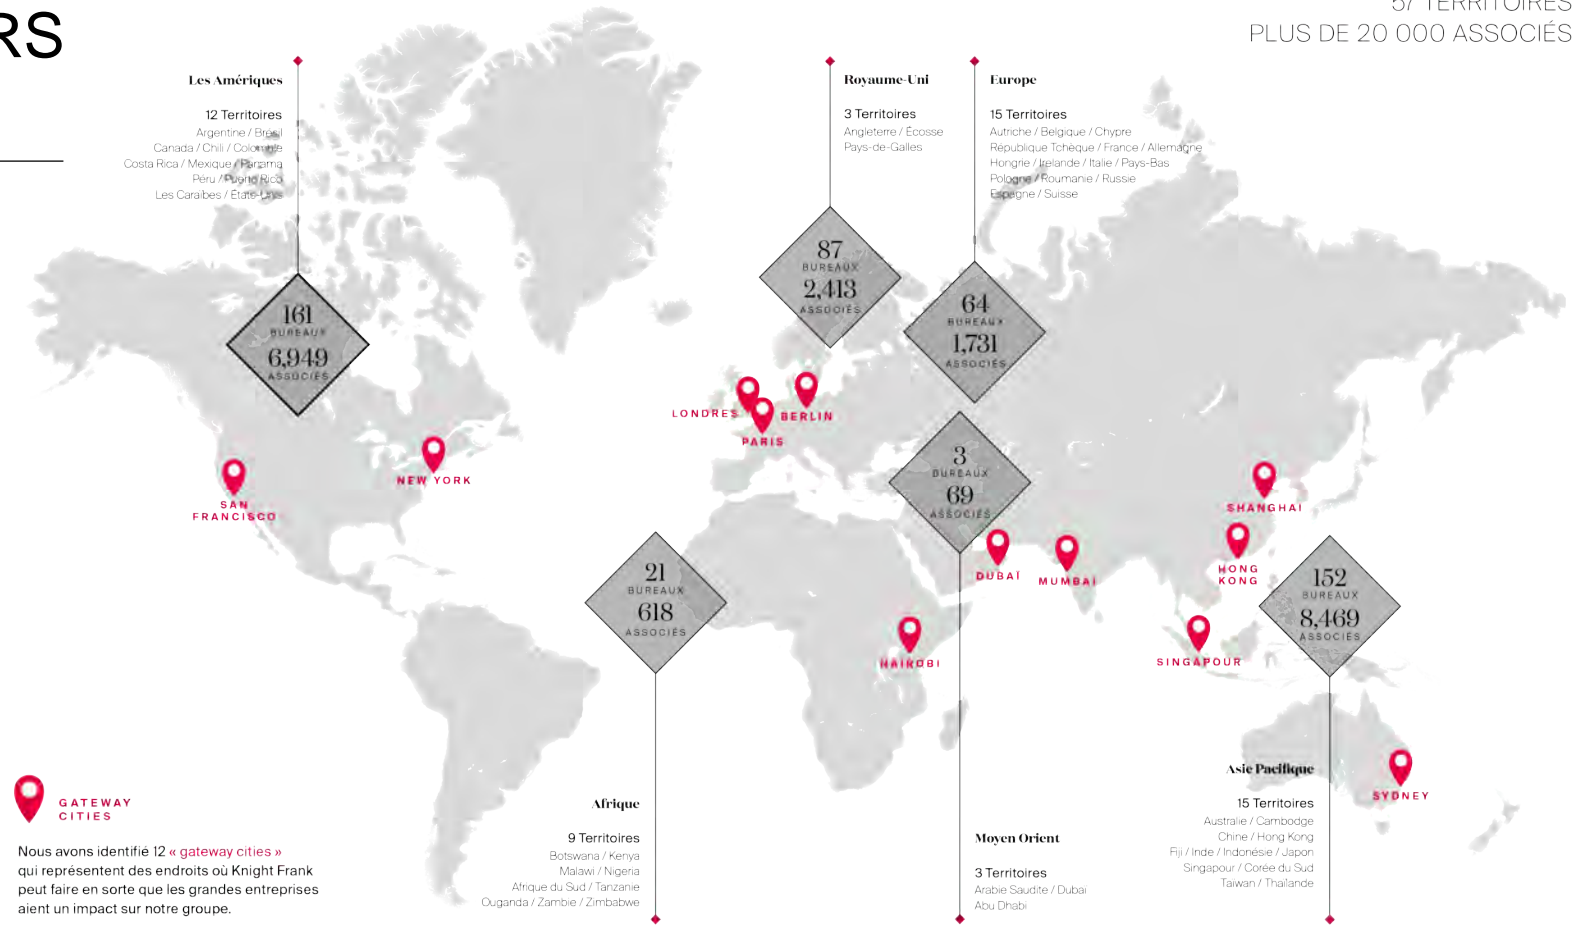 RS
57 TERRITOIRES
PLUS DE 20 000 ASSOCIÉS
Les Amériques
12 Territoires
Argentine / Brésil
Canada / Chili / Colombie
Costa Rica / Mexique / Panama
Péru / Puerto Rico
Les Caraïbes / États-Unis
161
BUREAUX
6,949
ASSOCIÉS
Royaume-Uni
3 Territoires
Angleterre / Écosse
Pays-de-Galles
87
BUREAUX
2,413
ASSOCIÉS
Europe
15 Territoires
Autriche / Belgique / Chypre
République Tchèque / France / Allemagne
Hongrie / Irelande / Italie / Pays-Bas
Pologne / Roumanie / Russie
Espagne / Suisse
64
BUREAUX
1,731
ASSOCIÉS
LONDRES
PARIS
BERLIN
NEW YORK
SAN
FRANCISCO
3
BUREAUX
69
ASSOCIÉS
SHANGHAI
HONG
KONG
DUBAÏ
MUMBAÏ
21
BUREAUX
618
ASSOCIÉS
152
BUREAUX
8,469
ASSOCIÉS
NAIROBI
SINGAPOUR
SYDNEY
GATEWAY
CITIES
Nous avons identifié 12 « gateway cities »
qui représentent des endroits où Knight Frank
peut faire en sorte que les grandes entreprises
aient un impact sur notre groupe.
Afrique
9 Territoires
Botswana / Kenya
Malawi / Nigeria
Afrique du Sud / Tanzanie
Ouganda / Zambie / Zimbabwe
Moyen Orient
3 Territoires
Arabie Saudite / Dubai
Abu Dhabi
Asie Pacifique
15 Territoires
Australie / Cambodge
Chine / Hong Kong
Fiji / Inde / Indonésie / Japon
Singapour / Corée du Sud
Taïwan / Thaïlande